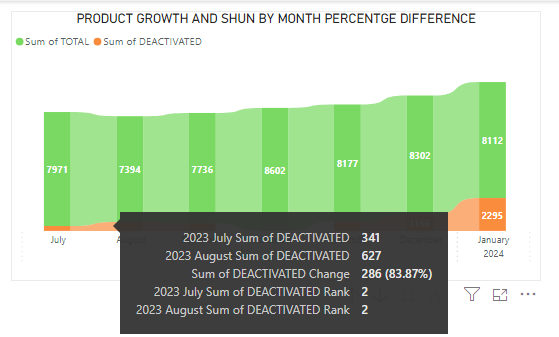 PRODUCT GROWTH AND SHUN BY MONTH PERCENTGE DIFFERENCE
Sum of TOTAL Sum of DEACTIVATED
7971 7394 7736 8602 8177 8302 8112
2295
July January
2024
2023 July Sum of DEACTIVATED 341
2023 August Sum of DEACTIVATED 627
Sum of DEACTIVATED Change 286 (83.87%)
2023 July Sum of DEACTIVATED Rank 2
2023 August Sum of DEACTIVATED Rank 2